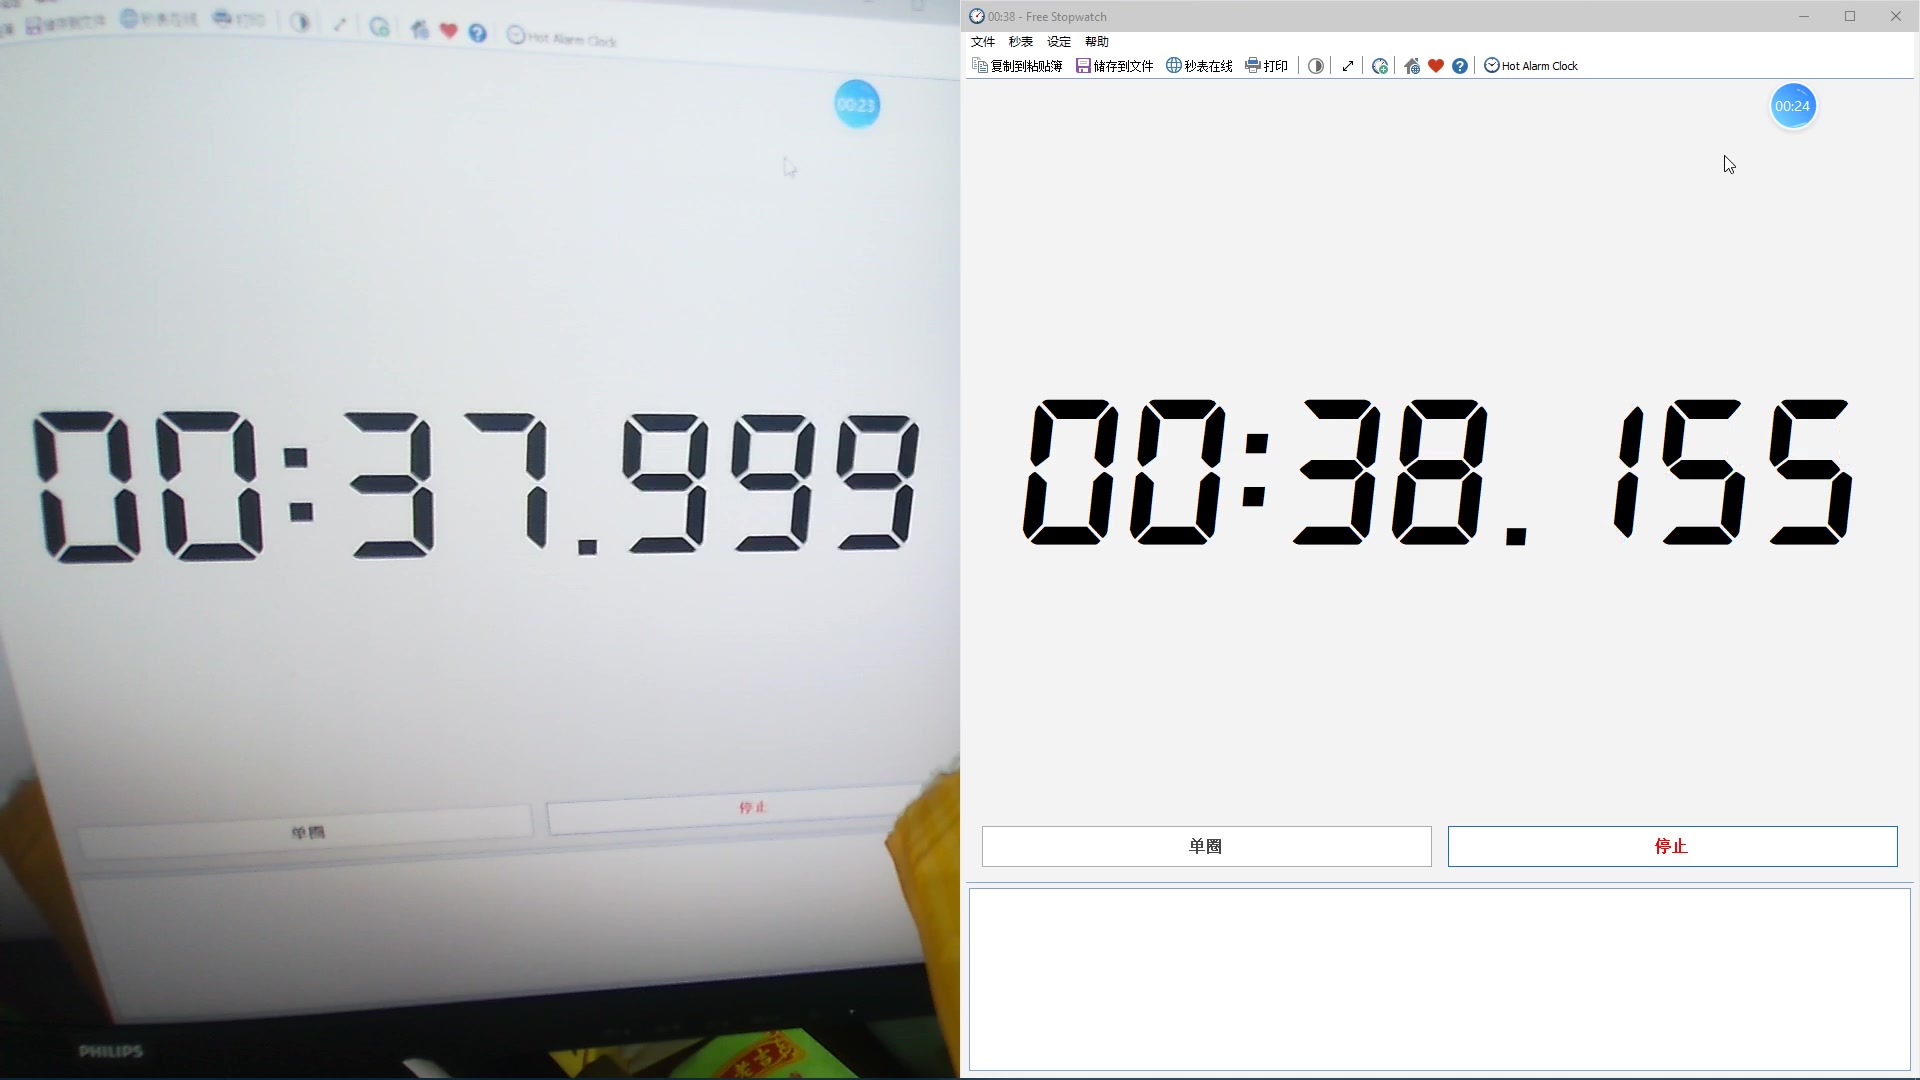 储存到文件 秒表在线 打印 Hot Alarm Clock
00:23
00:37.999
单圈 停止
PHILIPS
老吉
00:38 - Free Stopwatch
文件 秒表 设定 帮助
复制到粘贴簿 储存到文件 秒表在线 打印 Hot Alarm Clock
00:24
00:38.155
单圈 停止